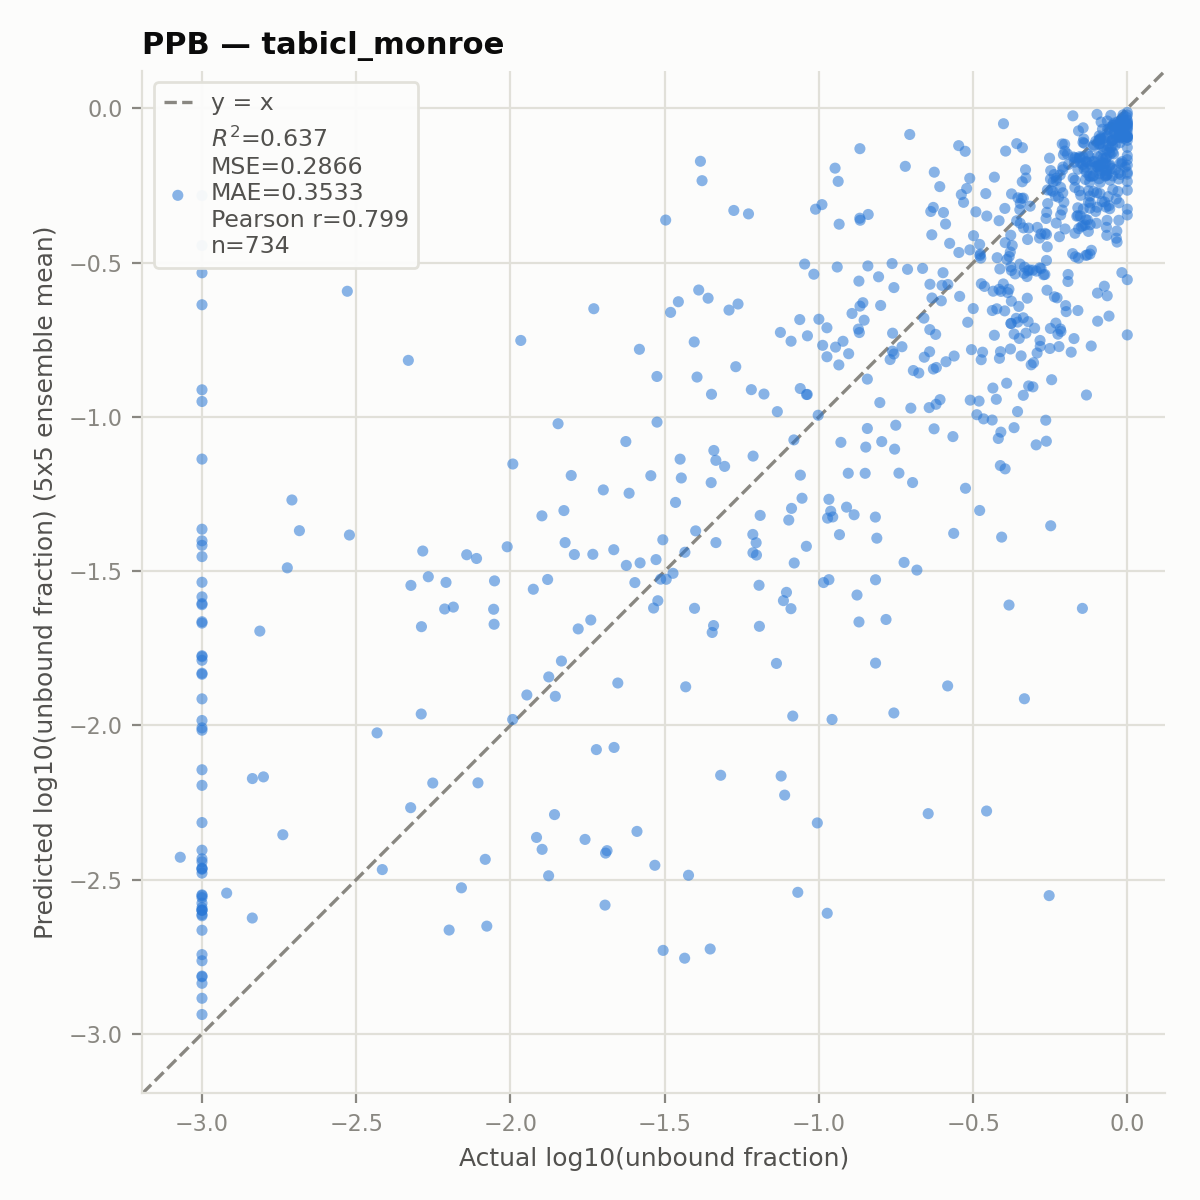 PPB — tabicl_monroe
y = x
R²=0.637
MSE=0.2866
MAE=0.3533
Pearson r=0.799
n=734
Predicted log10(unbound fraction) (5x5 ensemble mean)
0.0
−0.5
−1.0
−1.5
−2.0
−2.5
−3.0
−3.0 −2.5 −2.0 −1.5 −1.0 −0.5 0.0
Actual log10(unbound fraction)